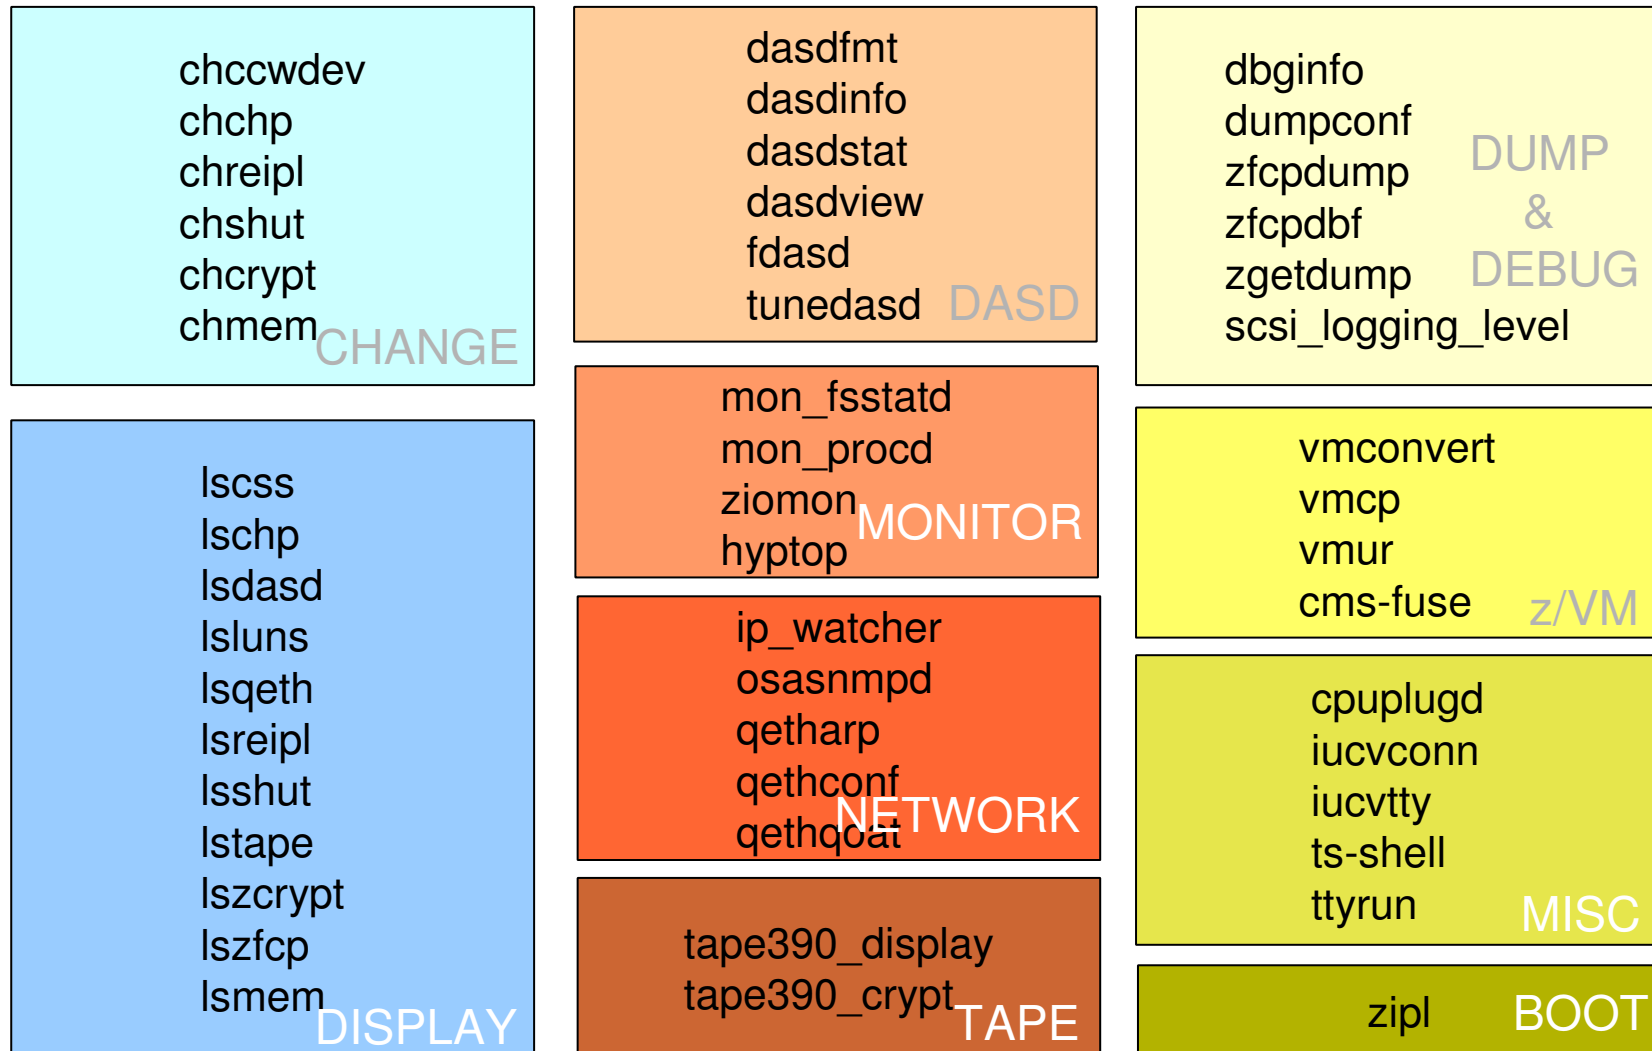 chccwdev
chchp
chreipl
chshut
chcrypt
chmem
CHANGE
lscss
lschp
lsdasd
lsluns
lsqeth
lsreipl
lsshut
lstape
lszcrypt
lszfcp
lsmem
DISPLAY
dasdfmt
dasdinfo
dasdstat
dasdview
fdasd
tunedasd
DASD
mon_fsstatd
mon_procd
ziomon
hyptop
MONITOR
ip_watcher
osasnmpd
qetharp
qethconf
qethqoat
NETWORK
tape390_display
tape390_crypt
TAPE
dbginfo
dumpconf
zfcpdump
zfcpdbf
zgetdump
scsi_logging_level
DUMP
&
DEBUG
vmconvert
vmcp
vmur
cms-fuse
z/VM
cpuplugd
iucvconn
iucvtty
ts-shell
ttyrun
MISC
zipl
BOOT